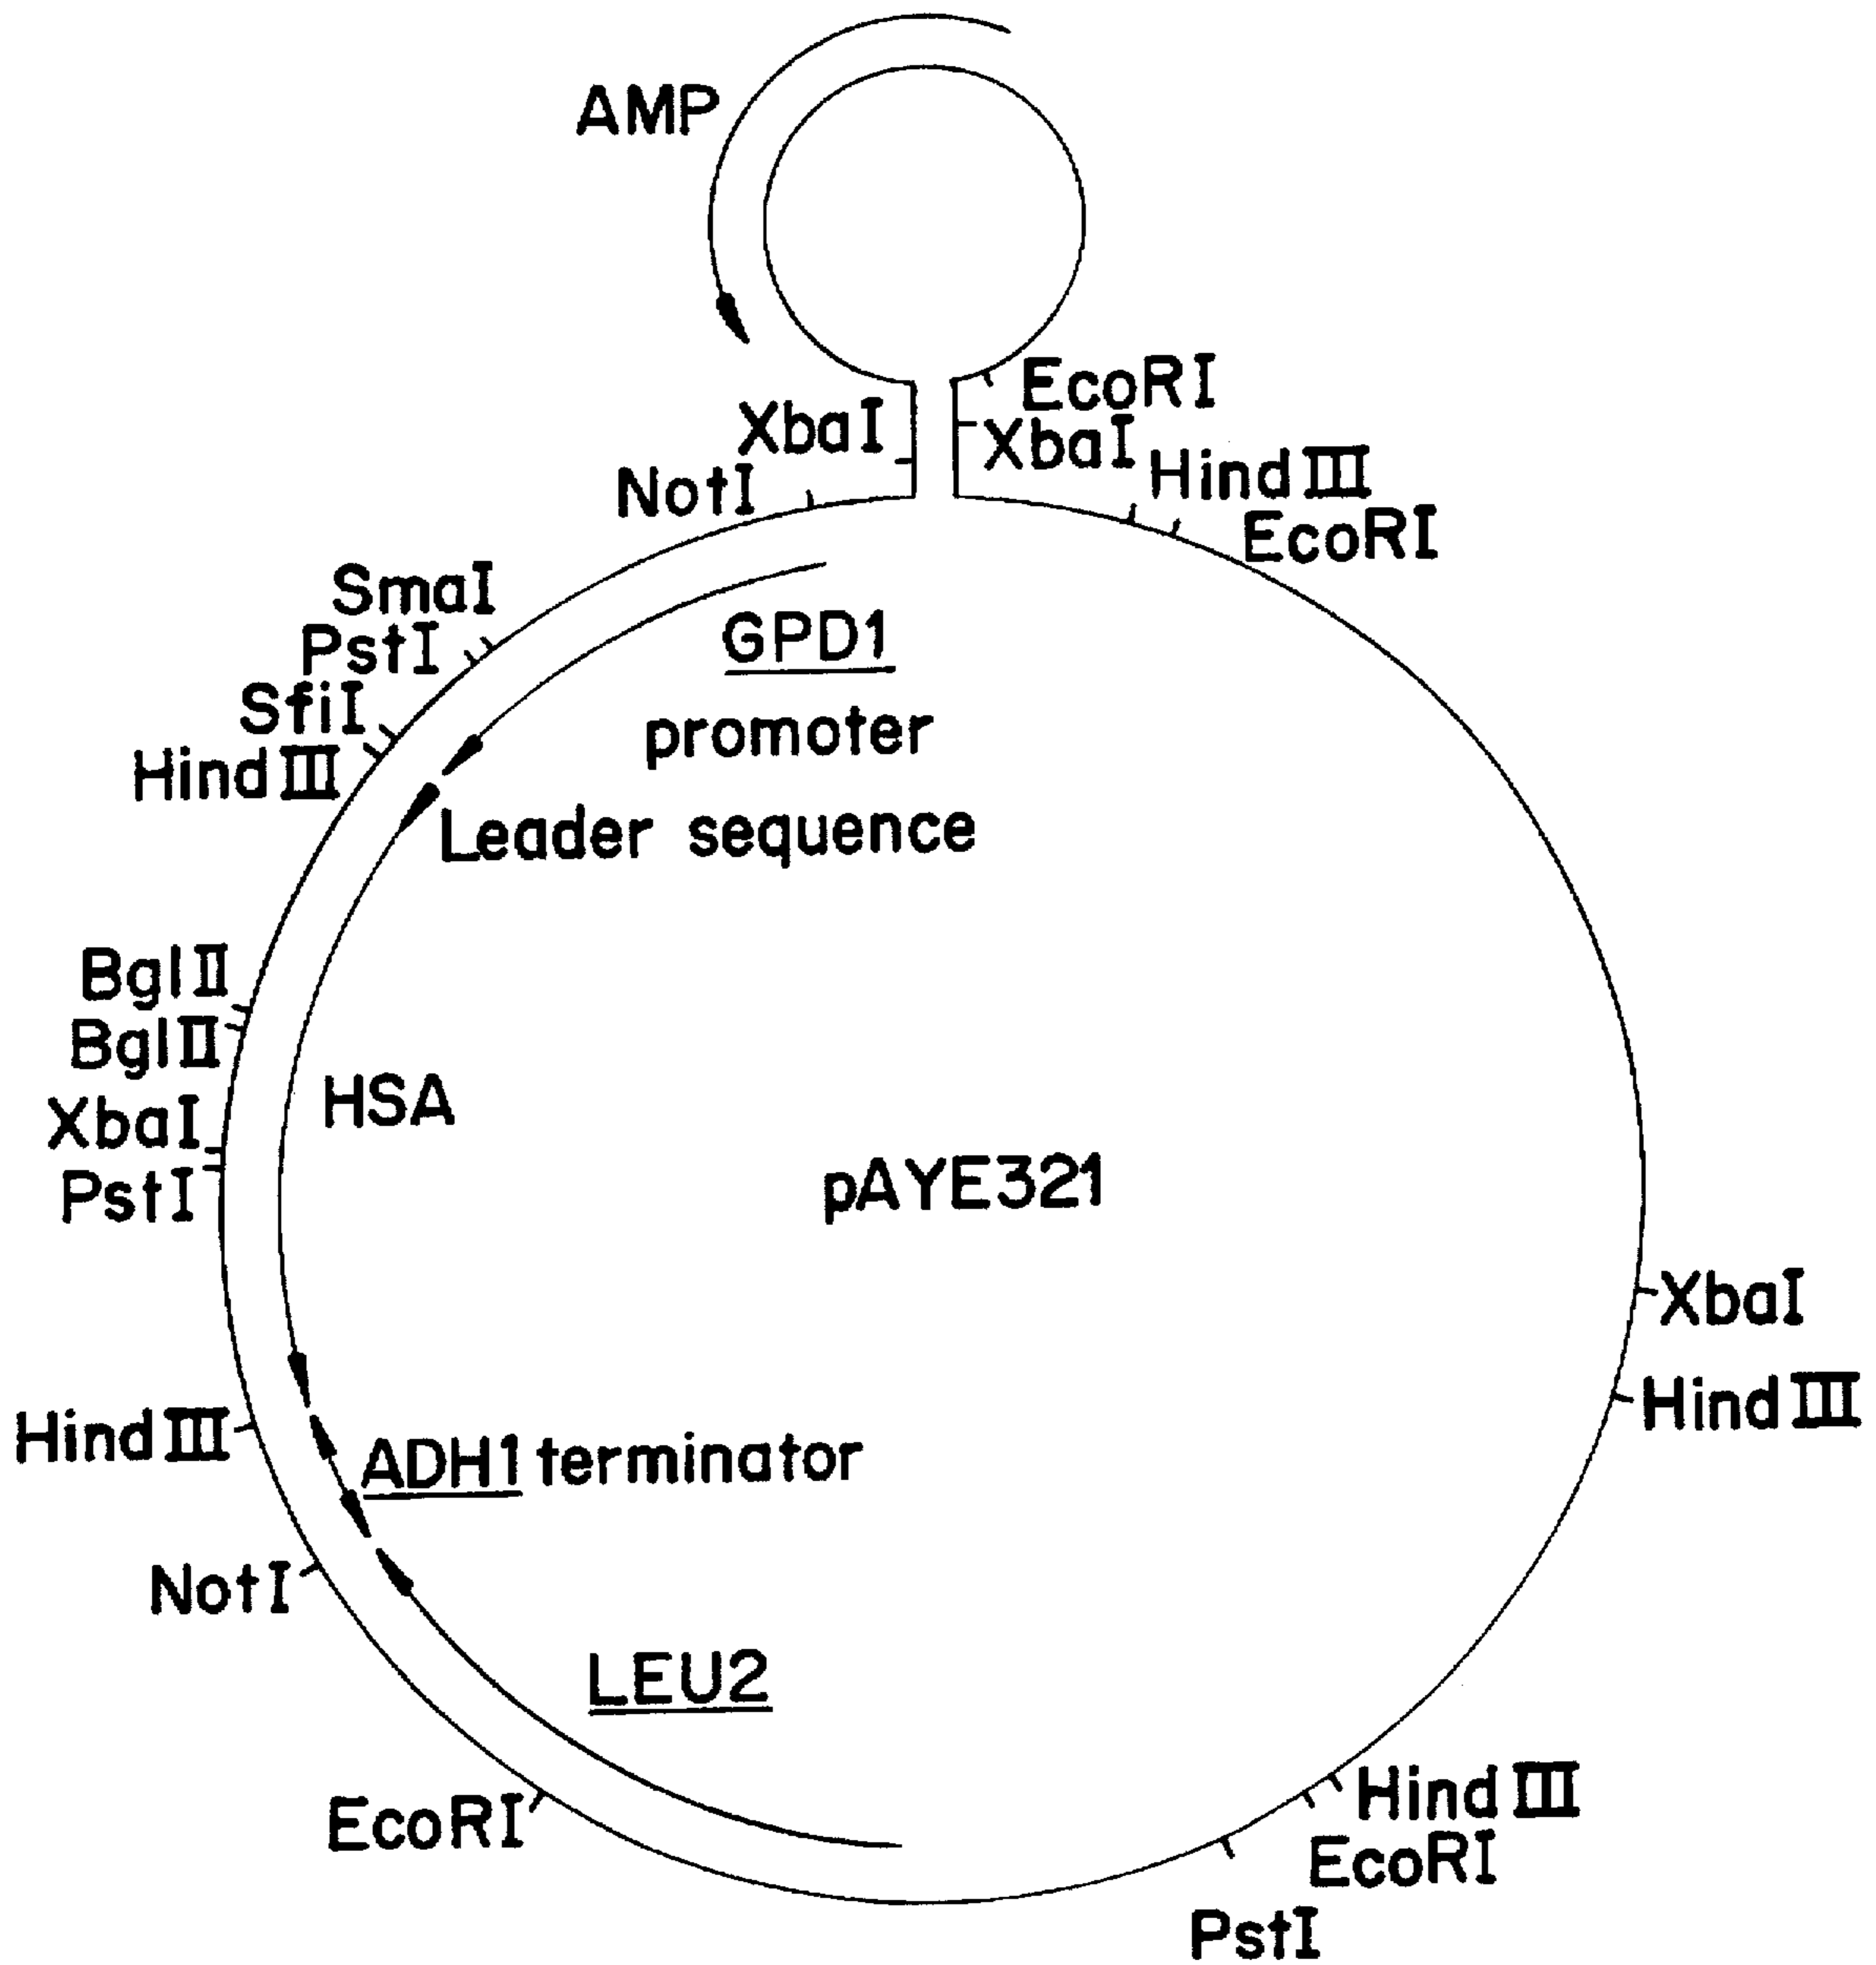 AMP
EcoRI
XbaI
XbaI
HindIII
NotI
EcoRI
SmaI
PstI
SfiI
HindIII
GPD1
promoter
Leader sequence
BglII
BglII
HSA
XbaI
PstI
pAYE321
XbaI
HindIII
HindIII
ADH1 terminator
NotI
LEU2
HindIII
EcoRI
EcoRI
PstI